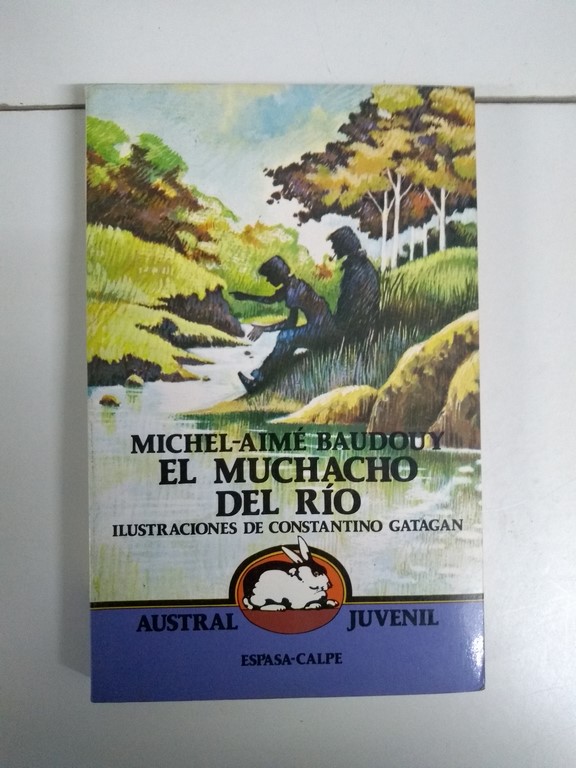 MICHEL-AIMÉ BAUDOUY
EL MUCHACHO
DEL RÍO
ILUSTRACIONES DE CONSTANTINO GATAGAN
AUSTRAL JUVENIL
ESPASA-CALPE